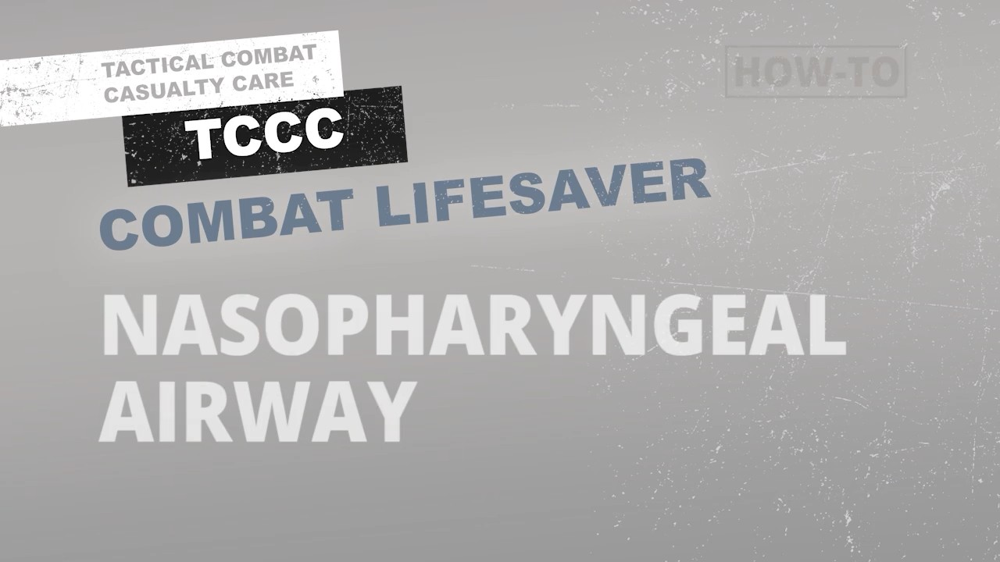 TACTICAL COMBAT
CASUALTY CARE
TCCC
HOW-TO
COMBAT LIFESAVER
NASOPHARYNGEAL
AIRWAY